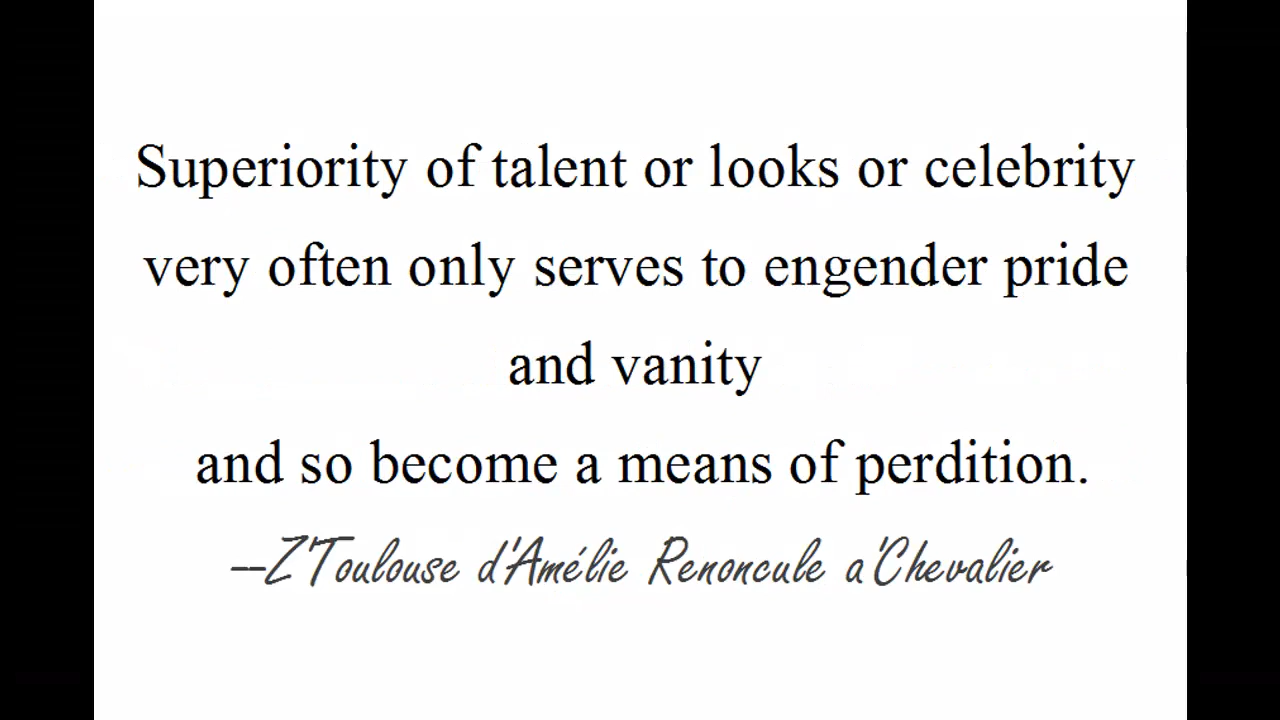 Superiority of talent or looks or celebrity
very often only serves to engender pride
and vanity
and so become a means of perdition.
--Z'Toulouse d'Amélie Renoncule a'Chevalier